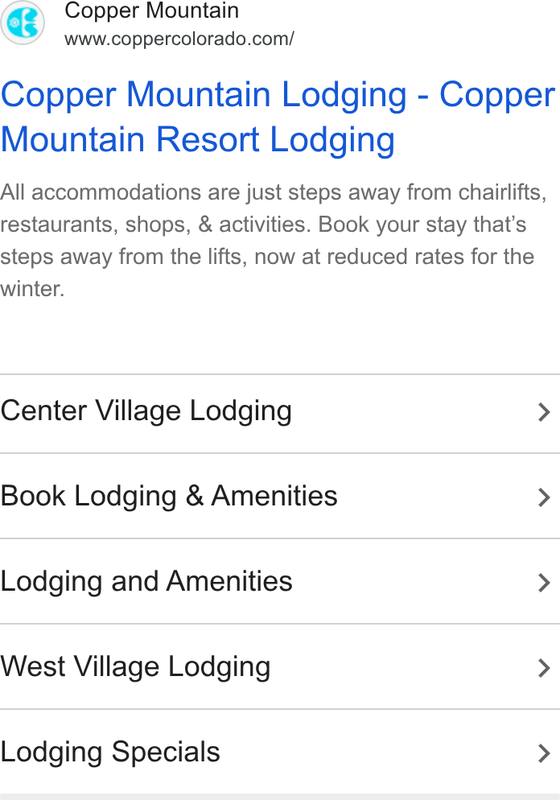 Copper Mountain
www.coppercolorado.com/
Copper Mountain Lodging - Copper
Mountain Resort Lodging
All accommodations are just steps away from chairlifts,
restaurants, shops, & activities. Book your stay that’s
steps away from the lifts, now at reduced rates for the
winter.
Center Village Lodging
Book Lodging & Amenities
Lodging and Amenities
West Village Lodging
Lodging Specials